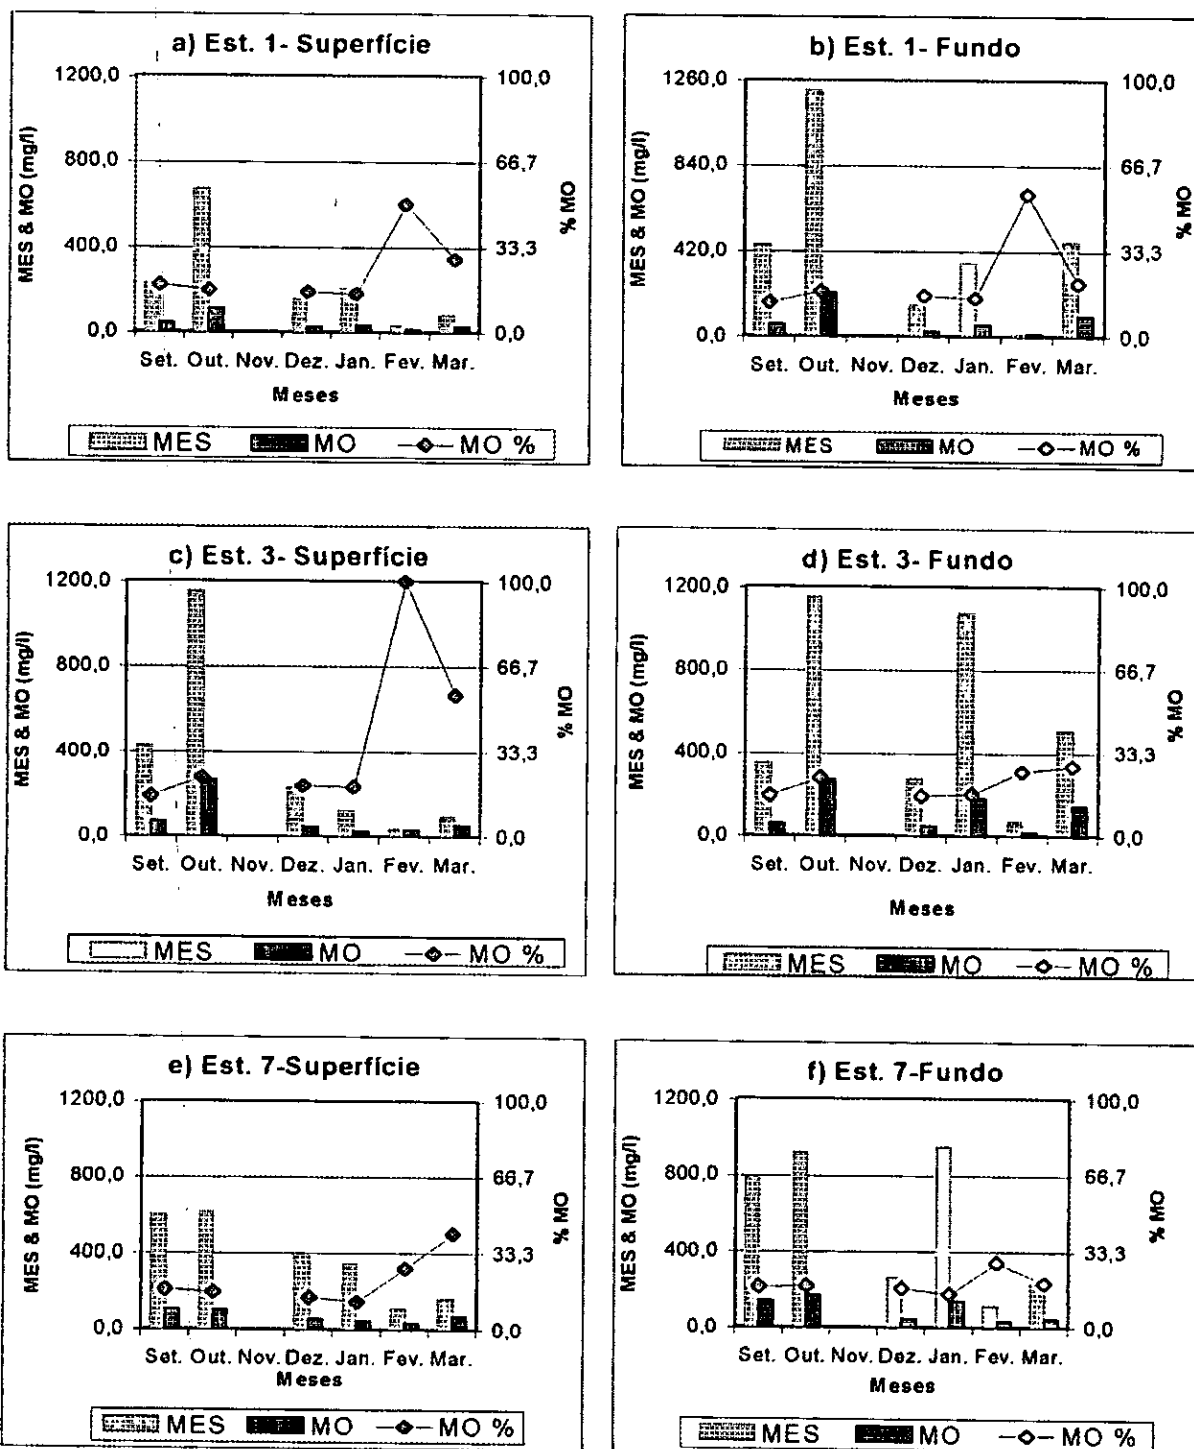 a) Est. 1- Superfície
1200,0
800,0
400,0
0,0
MES & MO (mg/l)
100,0
66,7
33,3
0,0
% MO
Set. Out. Nov. Dez. Jan. Fev. Mar.
Meses
MES MO MO %
b) Est. 1- Fundo
1260,0
840,0
420,0
0,0
MES & MO (mg/l)
100,0
66,7
33,3
0,0
% MO
Set. Out. Nov. Dez. Jan. Fev. Mar.
Meses
MES MO MO %
c) Est. 3- Superfície
1200,0
800,0
400,0
0,0
MES & MO (mg/l)
100,0
66,7
33,3
0,0
% MO
Set. Out. Nov. Dez. Jan. Fev. Mar.
Meses
MES MO MO %
d) Est. 3- Fundo
1200,0
800,0
400,0
0,0
MES & MO (mg/l)
100,0
66,7
33,3
0,0
% MO
Set. Out. Nov. Dez. Jan. Fev. Mar.
Meses
MES MO MO %
e) Est. 7-Superfície
1200,0
800,0
400,0
0,0
MES & MO (mg/l)
100,0
66,7
33,3
0,0
% MO
Set. Out. Nov. Dez. Jan. Fev. Mar.
Meses
MES MO MO %
f) Est. 7-Fundo
1200,0
800,0
400,0
0,0
MES & MO (mg/l)
100,0
66,7
33,3
0,0
% MO
Set. Out. Nov. Dez. Jan. Fev. Mar.
Meses
MES MO MO %